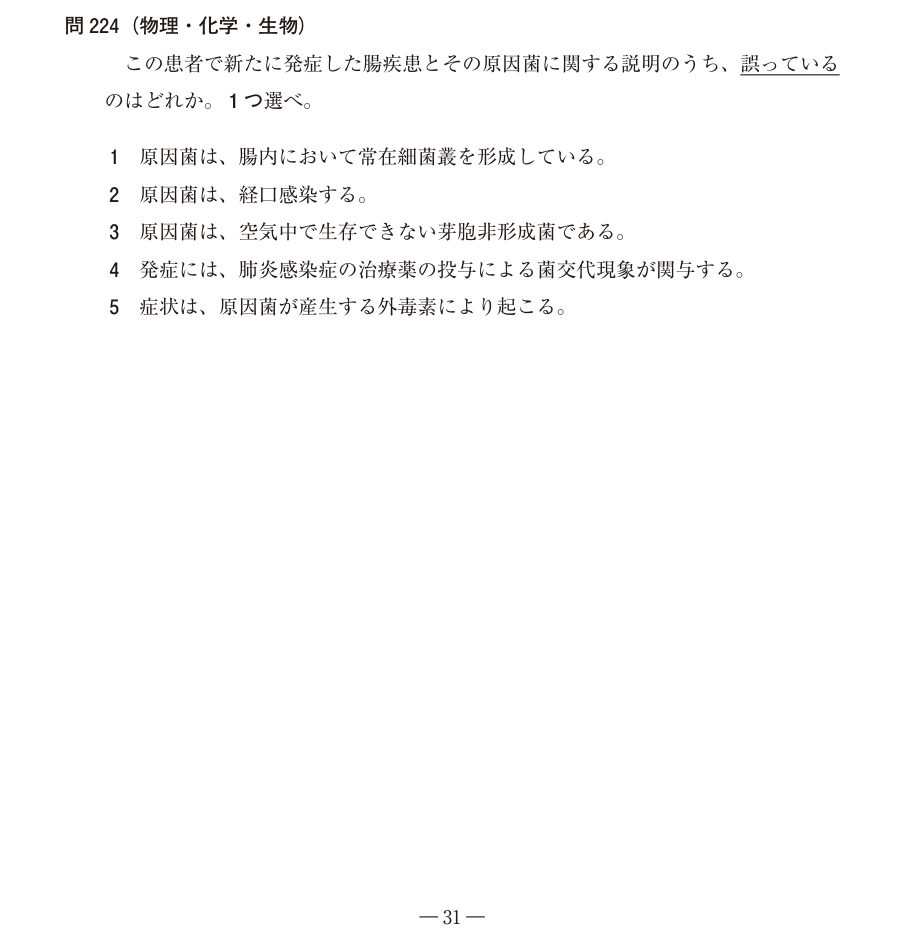 問 224（物理・化学・生物）
この患者で新たに発症した腸疾患とその原因菌に関する説明のうち、誤っている
のはどれか。1つ選べ。
1 原因菌は、腸内において常在細菌叢を形成している。
2 原因菌は、経口感染する。
3 原因菌は、空気中で生存できない芽胞非形成菌である。
4 発症には、肺炎感染症の治療薬の投与による菌交代現象が関与する。
5 症状は、原因菌が産生する外毒素により起こる。
— 31 —